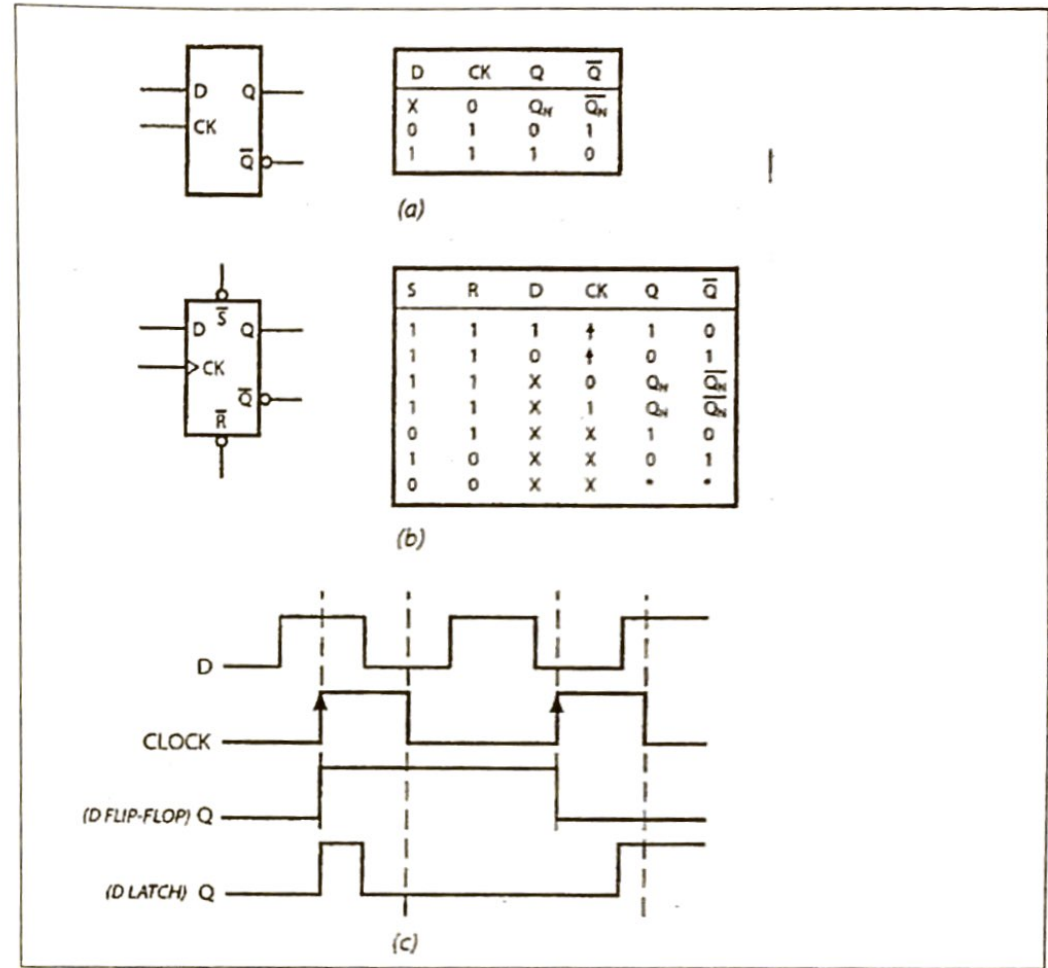 D Q
CK
Q̅
D CK Q Q̅
X 0 Q_N Q̅_N̅
0 1 0 1
1 1 1 0
(a)
S̅
D Q
CK
Q̅
R̅
S R D CK Q Q̅
1 1 1 ↑ 1 0
1 1 0 ↑ 0 1
1 1 X 0 Q_N Q̅_N̅
1 1 X 1 Q_N Q̅_N̅
0 1 X X 1 0
1 0 X X 0 1
0 0 X X * *
(b)
D
CLOCK
(D FLIP-FLOP) Q
(D LATCH) Q
(c)